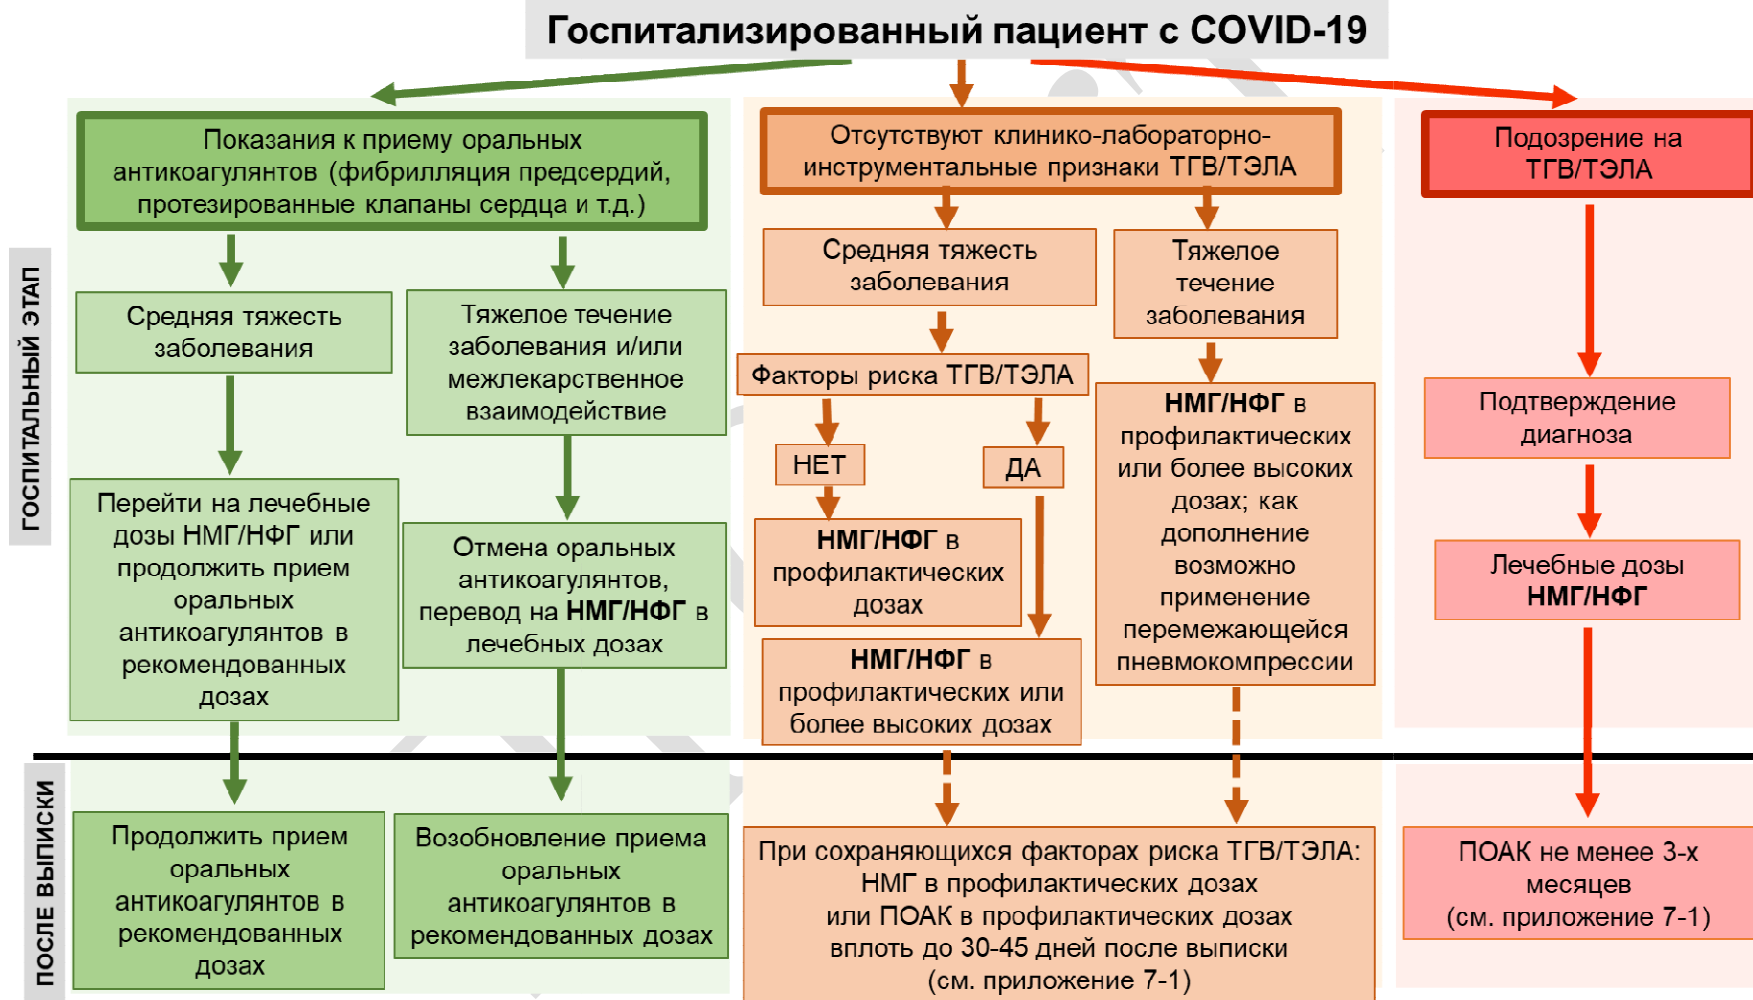 Госпитализированный пациент с COVID-19
ГОСПИТАЛЬНЫЙ ЭТАП
Показания к приему оральных
антикоагулянтов (фибрилляция предсердий,
протезированные клапаны сердца и т.д.)
Средняя тяжесть
заболевания
Перейти на лечебные
дозы НМГ/НФГ или
продолжить прием
оральных
антикоагулянтов в
рекомендованных
дозах
Тяжелое течение
заболевания и/или
межлекарственное
взаимодействие
Отмена оральных
антикоагулянтов,
перевод на НМГ/НФГ в
лечебных дозах
Отсутствуют клинико-лабораторно-
инструментальные признаки ТГВ/ТЭЛА
Средняя тяжесть
заболевания
Факторы риска ТГВ/ТЭЛА
НЕТ
ДА
НМГ/НФГ в
профилактических
дозах
НМГ/НФГ в
профилактических или
более высоких дозах
Тяжелое
течение
заболевания
НМГ/НФГ в
профилактических
или более высоких
дозах; как
дополнение
возможно
применение
перемежающейся
пневмокомпрессии
Подозрение на
ТГВ/ТЭЛА
Подтверждение
диагноза
Лечебные дозы
НМГ/НФГ
ПОСЛЕ ВЫПИСКИ
Продолжить прием
оральных
антикоагулянтов в
рекомендованных
дозах
Возобновление приема
оральных
антикоагулянтов в
рекомендованных дозах
При сохраняющихся факторах риска ТГВ/ТЭЛА:
НМГ в профилактических дозах
или ПОАК в профилактических дозах
вплоть до 30-45 дней после выписки
(см. приложение 7-1)
ПОАК не менее 3-х
месяцев
(см. приложение 7-1)